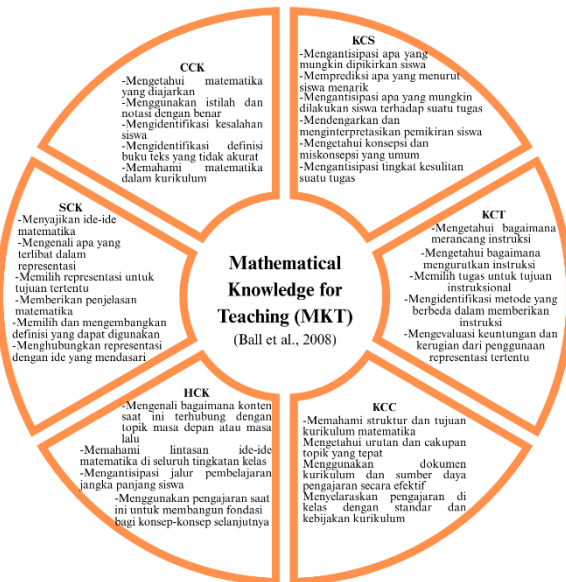 CCK
-Mengetahui matematika
yang diajarkan
-Menggunakan istilah dan
notasi dengan benar
-Mengidentifikasi kesalahan
siswa
-Mengidentifikasi definisi
buku teks yang tidak akurat
-Memahami matematika
dalam kurikulum
KCS
-Mengantisipasi apa yang
mungkin dipikirkan siswa
-Memprediksi apa yang menurut
siswa menarik
-Mengantisipasi apa yang mungkin
dilakukan siswa terhadap suatu tugas
-Mendengarkan dan
menginterpretasikan pemikiran siswa
-Mengetahui konsepsi dan
miskonsepsi yang umum
-Mengantisipasi tingkat kesulitan
suatu tugas
SCK
-Menyajikan ide-ide
matematika
-Mengenali apa yang
terlibat dalam
representasi
-Memilih representasi untuk
tujuan tertentu
-Memberikan penjelasan
matematika
-Memilih dan mengembangkan
definisi yang dapat digunakan
-Menghubungkan representasi
dengan ide yang mendasari
Mathematical
Knowledge for
Teaching (MKT)
(Ball et al., 2008)
KCT
-Mengetahui bagaimana
merancang instruksi
-Mengetahui bagaimana
mengurutkan instruksi
-Memilih tugas untuk tujuan
instruksional
-Mengidentifikasi metode yang
berbeda dalam memberikan
instruksi
-Mengevaluasi keuntungan dan
kerugian dari penggunaan
representasi tertentu
HCK
-Mengenali bagaimana konten
saat ini terhubung dengan
topik masa depan atau masa
lalu
-Memahami lintasan ide-ide
matematika di seluruh tingkatan kelas
-Mengantisipasi jalur pembelajaran
jangka panjang siswa
-Menggunakan pengajaran saat
ini untuk membangun fondasi
bagi konsep-konsep selanjutnya
KCC
-Memahami struktur dan tujuan
kurikulum matematika
Mengetahui urutan dan cakupan
topik yang tepat
Menggunakan dokumen
kurikulum dan sumber daya
pengajaran secara efektif
Menyelaraskan pengajaran di
kelas dengan standar dan
kebijakan kurikulum